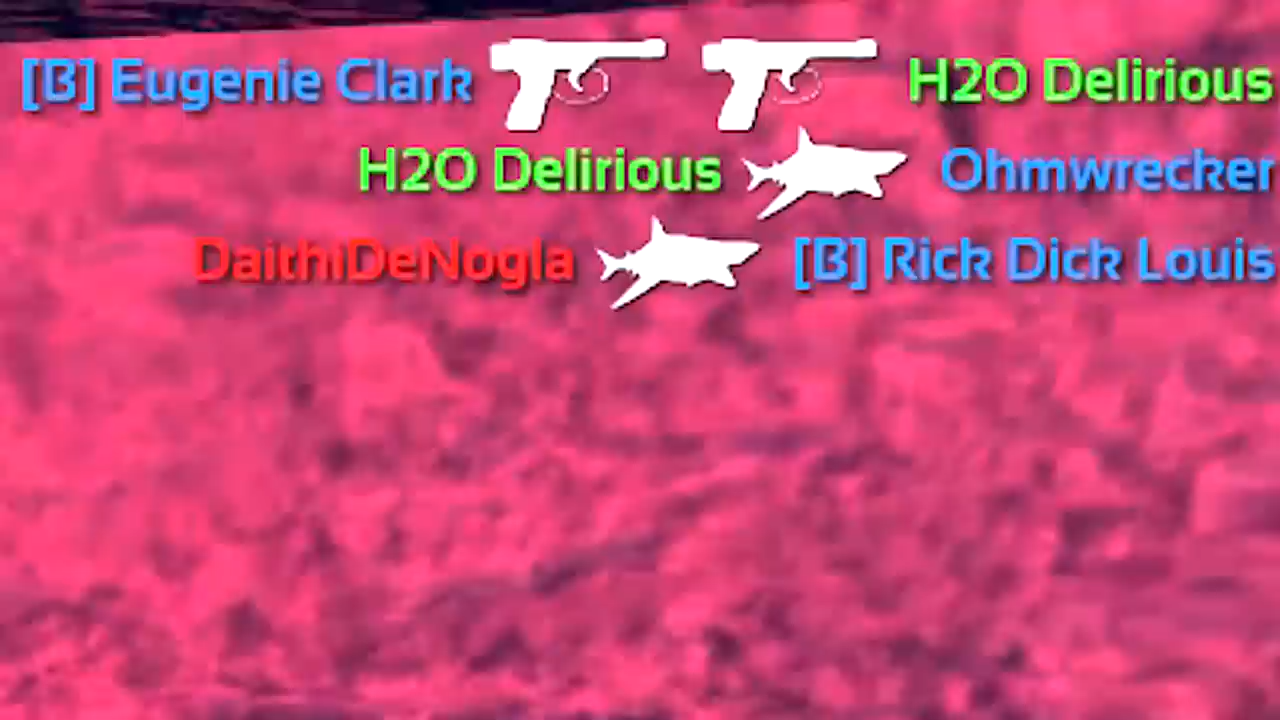 [B] Eugenie Clark H2O Delirious
H2O Delirious Ohmwrecker
DaithiDeNogla [B] Rick Dick Louis